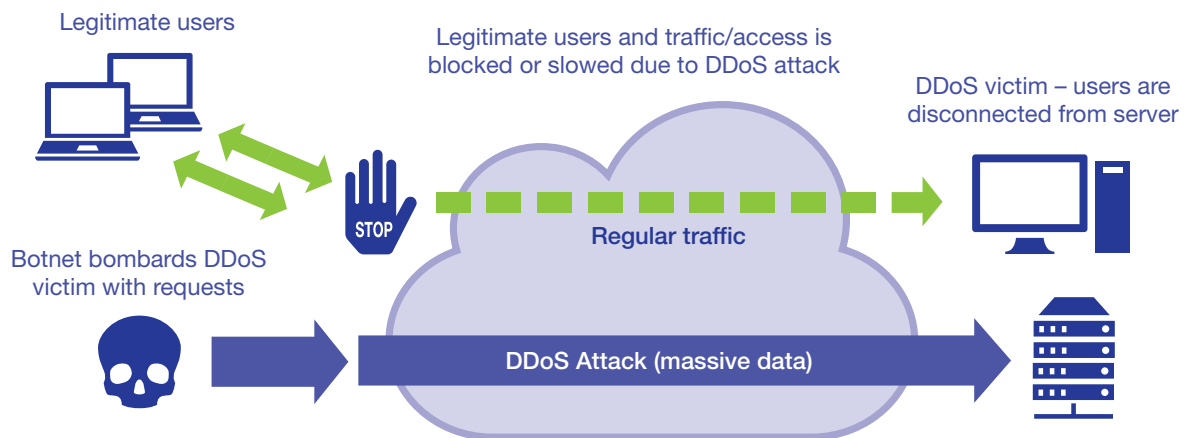 Legitimate users
Legitimate users and traffic/access is
blocked or slowed due to DDoS attack
DDoS victim – users are
disconnected from server
STOP
Regular traffic
Botnet bombards DDoS
victim with requests
DDoS Attack (massive data)